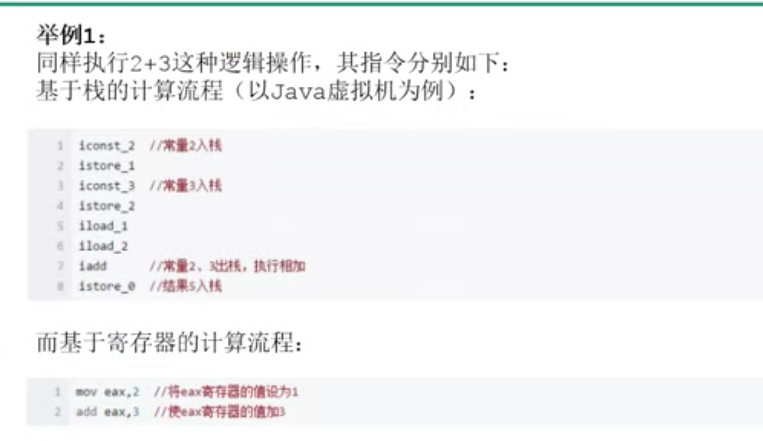 举例1：
同样执行2+3这种逻辑操作，其指令分别如下：
基于栈的计算流程（以Java虚拟机为例）：
1 iconst_2 //常量2入栈
2 istore_1
3 iconst_3 //常量3入栈
4 istore_2
5 iload_1
6 iload_2
7 iadd //常量2、3出栈，执行相加
8 istore_0 //结果5入栈
而基于寄存器的计算流程：
1 mov eax,2 //将eax寄存器的值设为1
2 add eax,3 //使eax寄存器的值加3